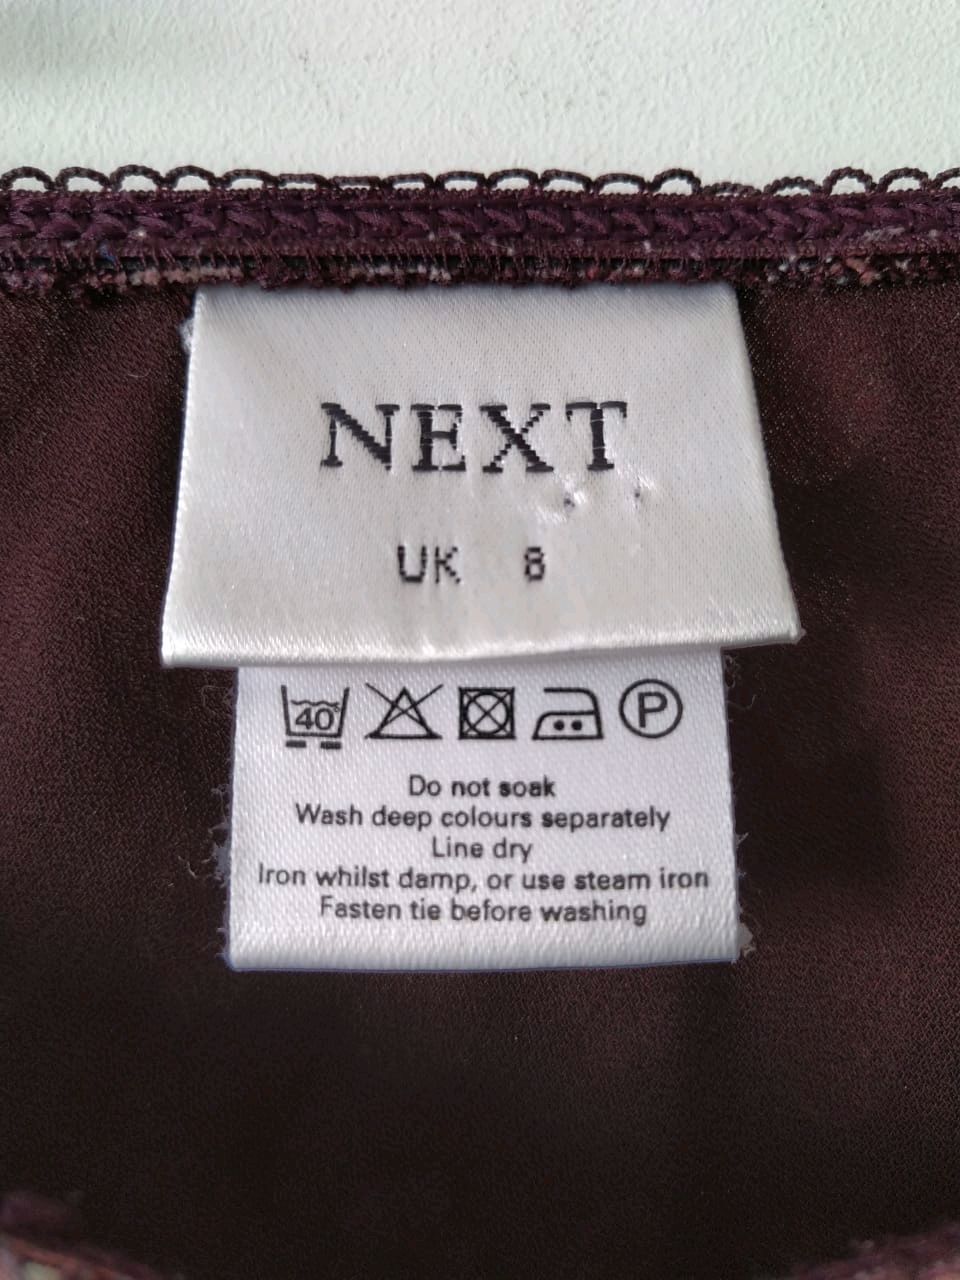 NEXT
UK 8
40° P
Do not soak
Wash deep colours separately
Line dry
Iron whilst damp, or use steam iron
Fasten tie before washing